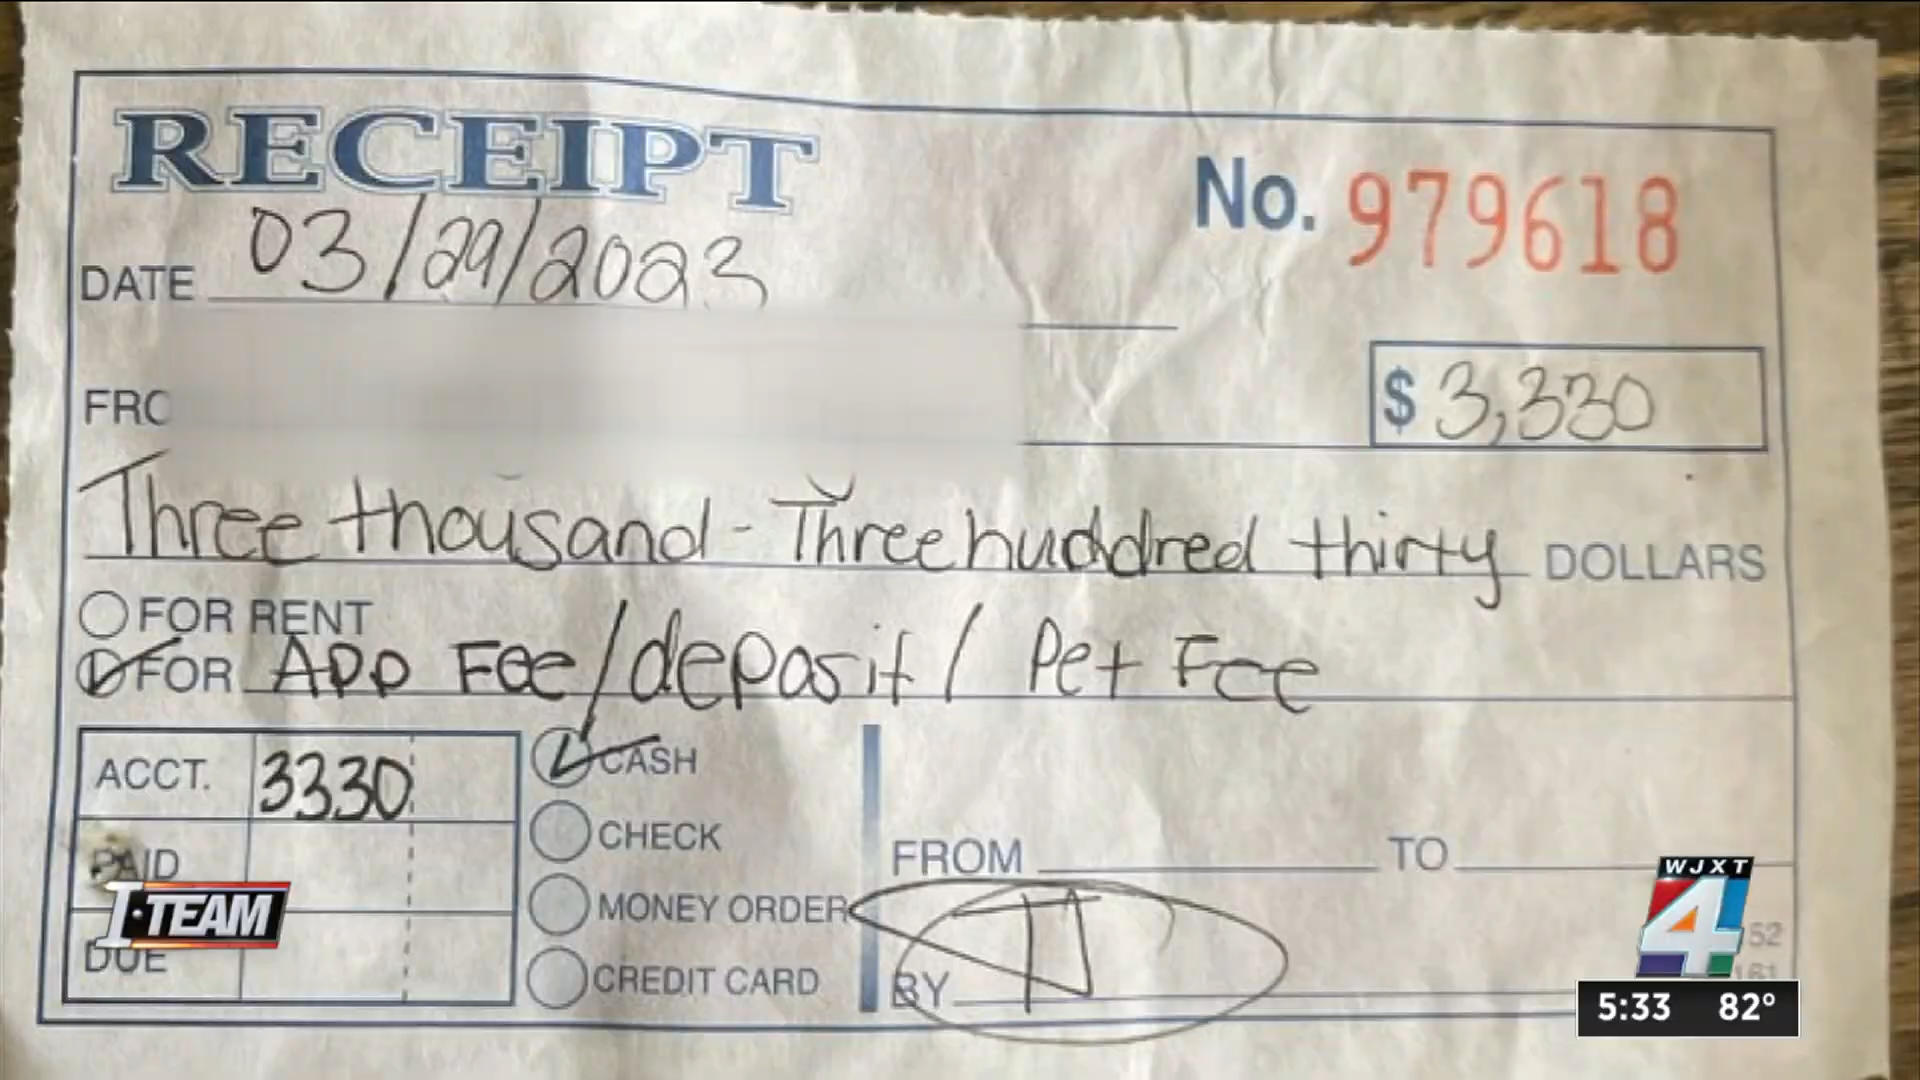 RECEIPT
No. 979618
DATE 03/29/2023
FRO
$ 3,330
Three thousand - Three huddred thirty DOLLARS
FOR RENT
FOR APP Fee/deposit/ Pet Fee
ACCT. 3330
PAID
DUE
CASH
CHECK
MONEY ORDER
CREDIT CARD
FROM TO
BY
I-TEAM
WJXT
4
52
161
5:33 82°